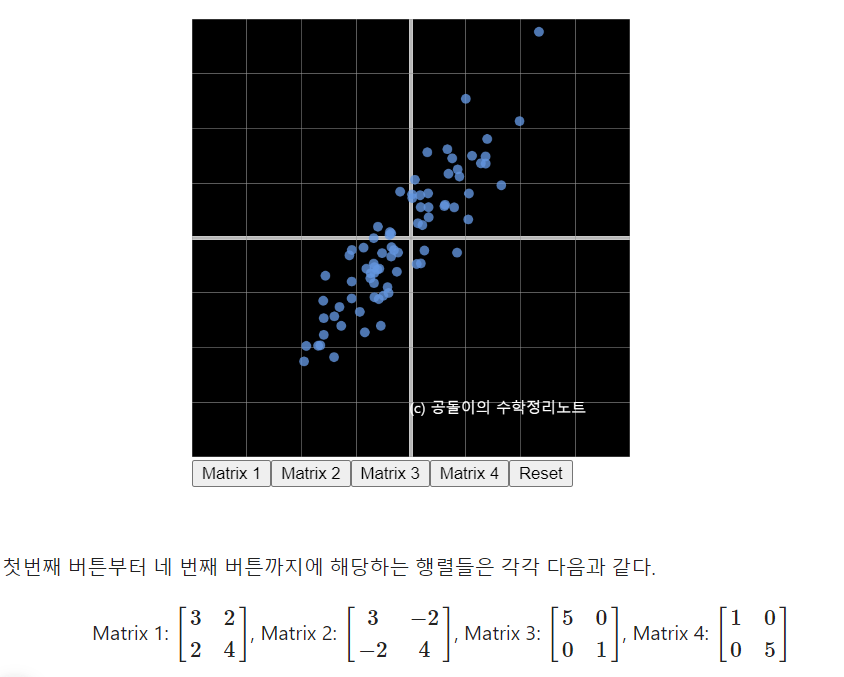 (c) 공돌이의 수학정리노트
Matrix 1 Matrix 2 Matrix 3 Matrix 4 Reset
첫번째 버튼부터 네 번째 버튼까지에 해당하는 행렬들은 각각 다음과 같다.
Matrix 1: [3 2; 2 4], Matrix 2: [3 −2; −2 4], Matrix 3: [5 0; 0 1], Matrix 4: [1 0; 0 5]